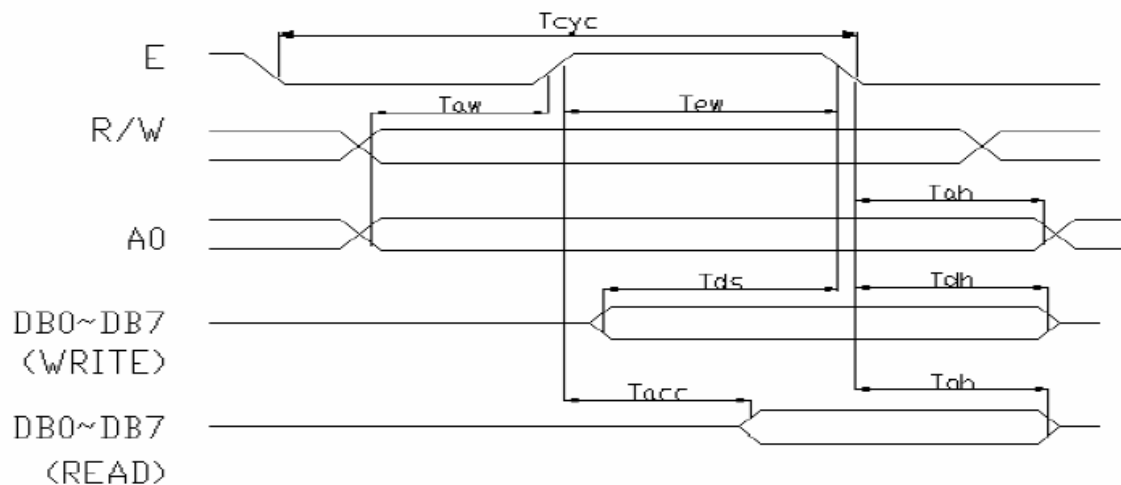 Tcyc
E
Taw
Tew
R/W
Tah
A0
Tds
Tdh
DB0~DB7
(WRITE)
Tacc
Toh
DB0~DB7
(READ)